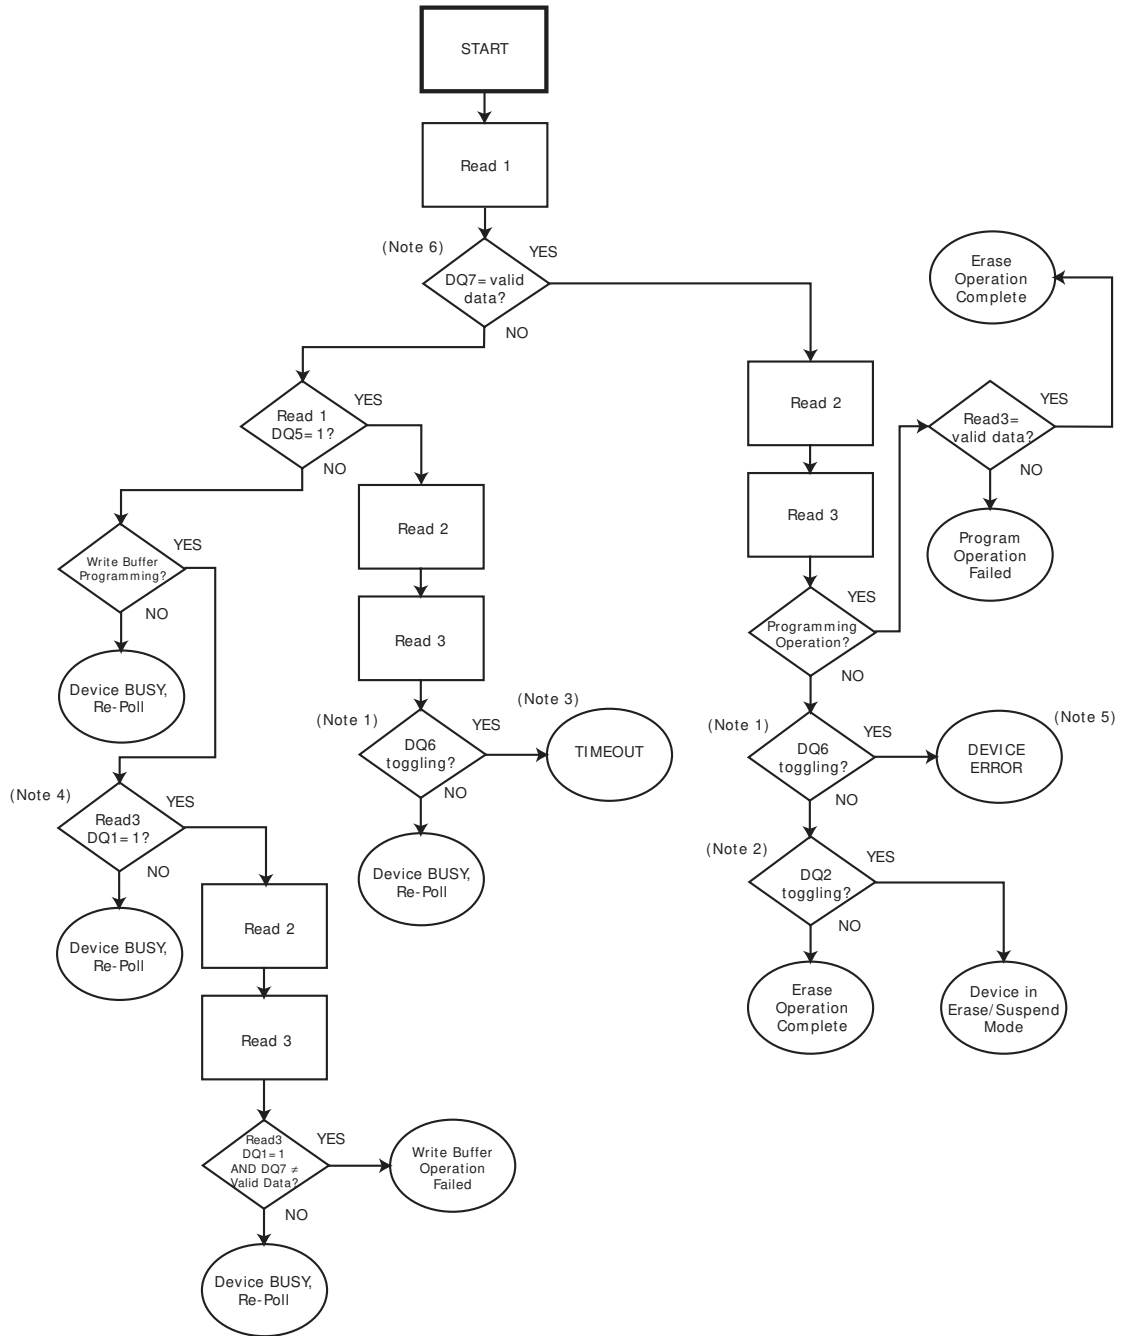 START
Read 1
(Note 6)
YES
DQ7= valid
data?
NO
Erase
Operation
Complete
Read 1
DQ5= 1?
YES
NO
Read 2
Read3=
valid data?
YES
NO
Read 2
Read 3
Program
Operation
Failed
Write Buffer
Programming?
YES
NO
Device BUSY,
Re-Poll
Read 3
Programming
Operation?
YES
NO
(Note 1)
DQ6
toggling?
YES
NO
(Note 3)
TIMEOUT
(Note 1)
DQ6
toggling?
YES
NO
DEVICE
ERROR
(Note 5)
(Note 4)
Read3
DQ1= 1?
YES
NO
Device BUSY,
Re-Poll
(Note 2)
DQ2
toggling?
YES
NO
Device BUSY,
Re-Poll
Read 2
Erase
Operation
Complete
Device in
Erase/Suspend
Mode
Read 3
Read3
DQ1= 1
AND DQ7 ≠
Valid Data?
YES
NO
Write Buffer
Operation
Failed
Device BUSY,
Re-Poll